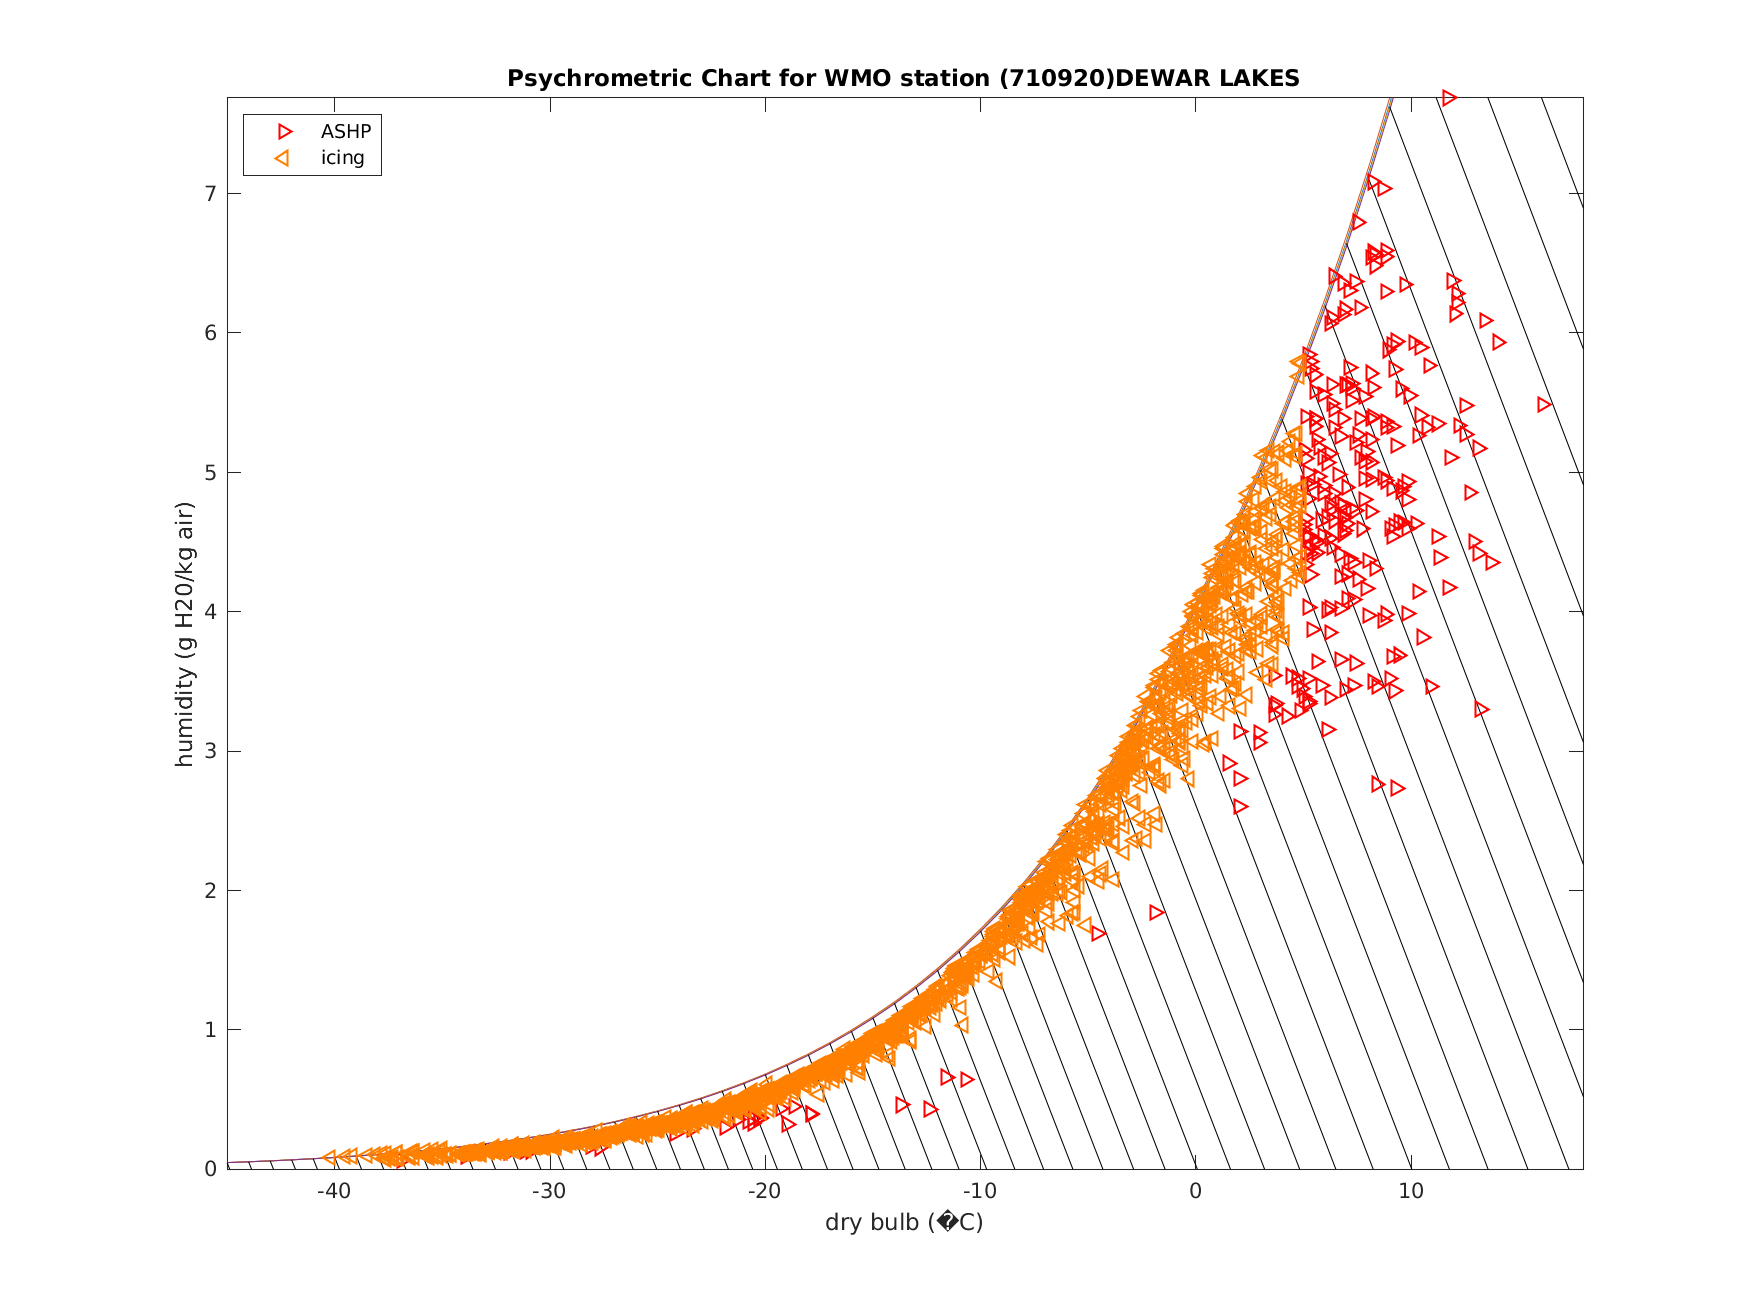 Psychrometric Chart for WMO station (710920)DEWAR LAKES
ASHP
icing
7
6
5
4
3
2
1
0
humidity (g H20/kg air)
-40 -30 -20 -10 0 10
dry bulb (�C)